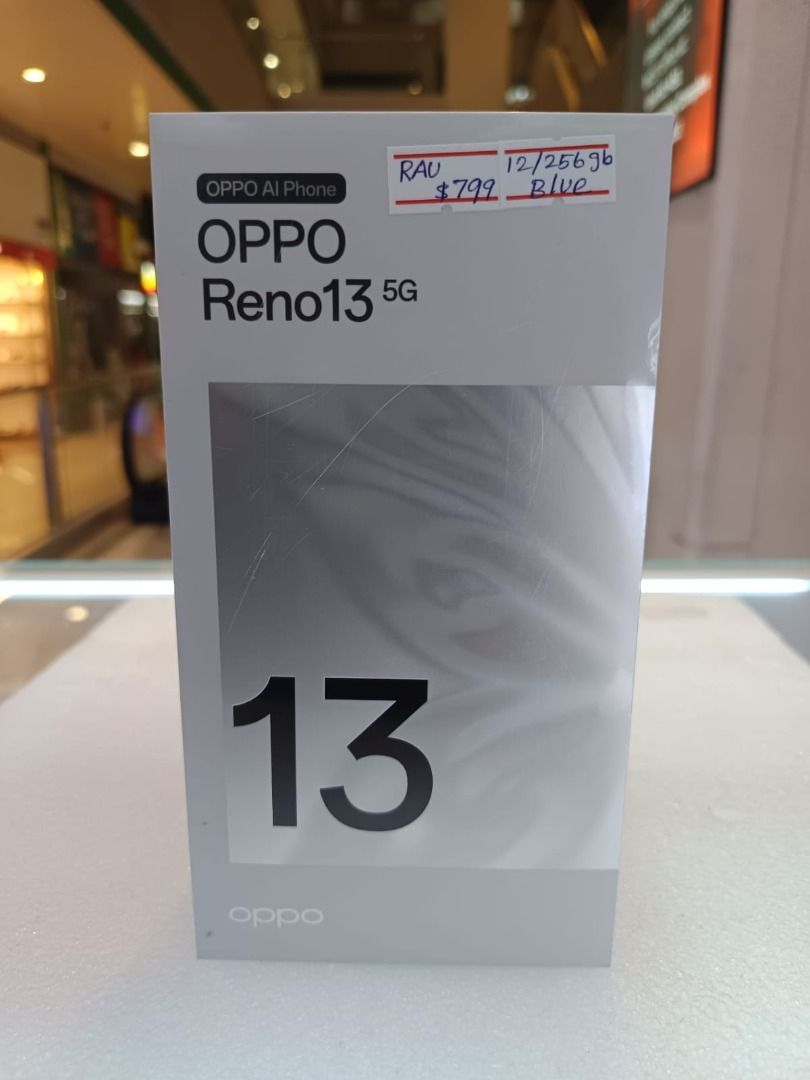 OPPO AI Phone
OPPO
Reno13 5G
RAU
$799
12/256gb
Blue
13
oppo